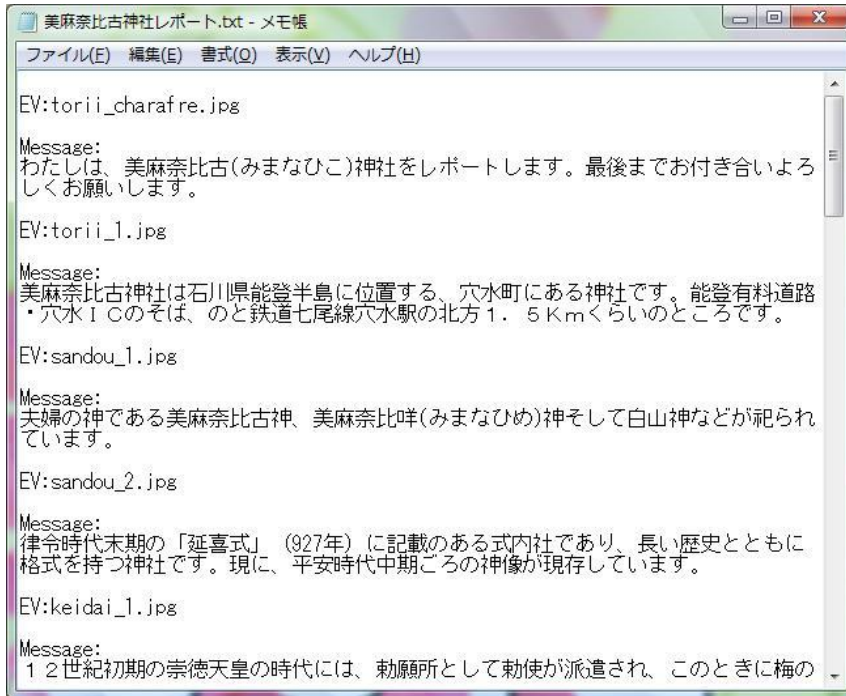 美麻奈比古神社レポート.txt - メモ帳
ファイル(F) 編集(E) 書式(O) 表示(V) ヘルプ(H)
EV:torii_charafre.jpg
Message:
わたしは、美麻奈比古(みまなひこ)神社をレポートします。最後までお付き合いよろ
しくお願いします。
EV:torii_1.jpg
Message:
美麻奈比古神社は石川県能登半島に位置する、穴水町にある神社です。能登有料道路
・穴水ＩＣのそば、のと鉄道七尾線穴水駅の北方１．５Ｋｍくらいのところです。
EV:sandou_1.jpg
Message:
夫婦の神である美麻奈比古神、美麻奈比咩(みまなひめ)神そして白山神などが祀られ
ています。
EV:sandou_2.jpg
Message:
律令時代末期の「延喜式」（927年）に記載のある式内社であり、長い歴史とともに
格式を持つ神社です。現に、平安時代中期ごろの神像が現存しています。
EV:keidai_1.jpg
Message:
１２世紀初期の崇徳天皇の時代には、勅願所として勅使が派遣され、このときに梅の